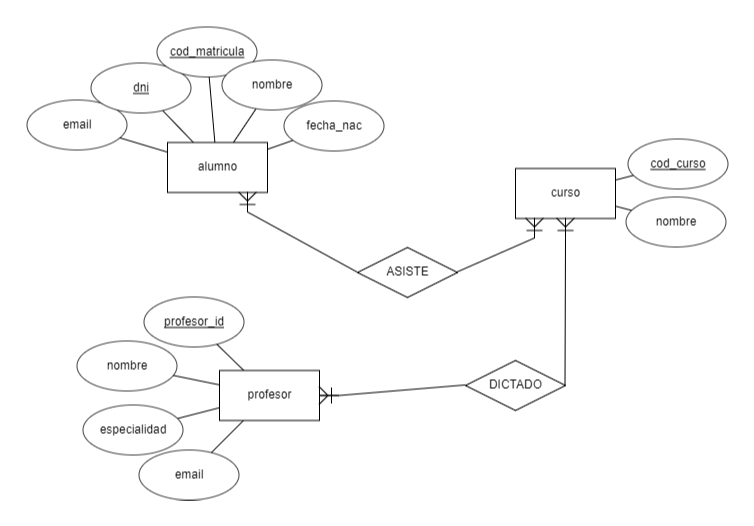 cod_matricula
dni
nombre
email
fecha_nac
alumno
cod_curso
curso
nombre
ASISTE
profesor_id
nombre
DICTADO
profesor
especialidad
email